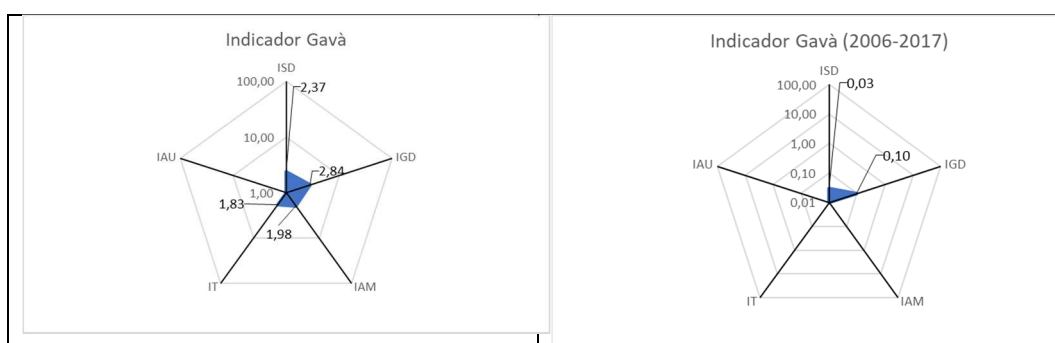 Indicador Gavà
ISD
100,00
2,37
10,00
IAU
IGD
2,84
1,00
1,83
1,98
IT
IAM
Indicador Gavà (2006-2017)
ISD
100,00
0,03
10,00
1,00
0,10
IAU
IGD
0,10
0,01
IT
IAM